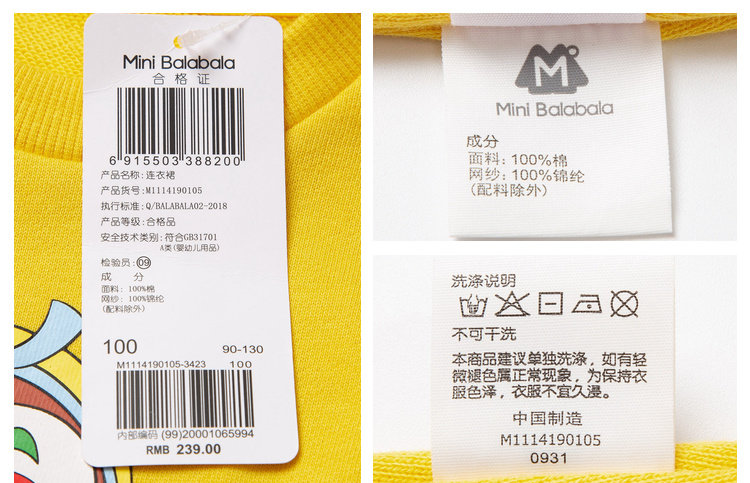 Mini Balabala
合格证
6 915503 388200
产品名称: 连衣裙
产品货号: M1114190105
执行标准: Q/BALABALA02-2018
产品等级: 合格品
安全技术类别: 符合GB31701
A类(婴幼儿用品)
检验员: 09
成 分
面料: 100%棉
网纱: 100%锦纶
(配料除外)
100 90-130
M1114190105-3423 100
内部编码 (99)20001065994
RMB 239.00
M
Mini Balabala
成分
面料: 100%棉
网纱: 100%锦纶
(配料除外)
洗涤说明
不可干洗
本商品建议单独洗涤, 如有轻
微褪色属正常现象, 为保持衣
服色泽, 衣服不宜久浸。
中国制造
M1114190105
0931